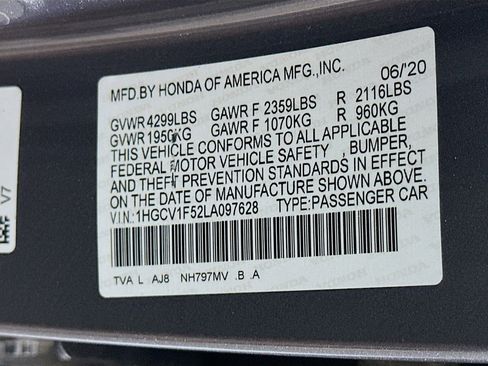 MFD.BY HONDA OF AMERICA MFG.,INC. 06/'20
GVWR 4299LBS GAWR F 2359LBS R 2116LBS
GVWR 1950KG GAWR F 1070KG R 960KG
THIS VEHICLE CONFORMS TO ALL APPLICABLE
FEDERAL MOTOR VEHICLE SAFETY , BUMPER,
AND THEFT PREVENTION STANDARDS IN EFFECT
ON THE DATE OF MANUFACTURE SHOWN ABOVE.
V.I.N:1HGCV1F52LA097628 TYPE:PASSENGER CAR
TVA L AJ8 NH797MV .B .A
V7